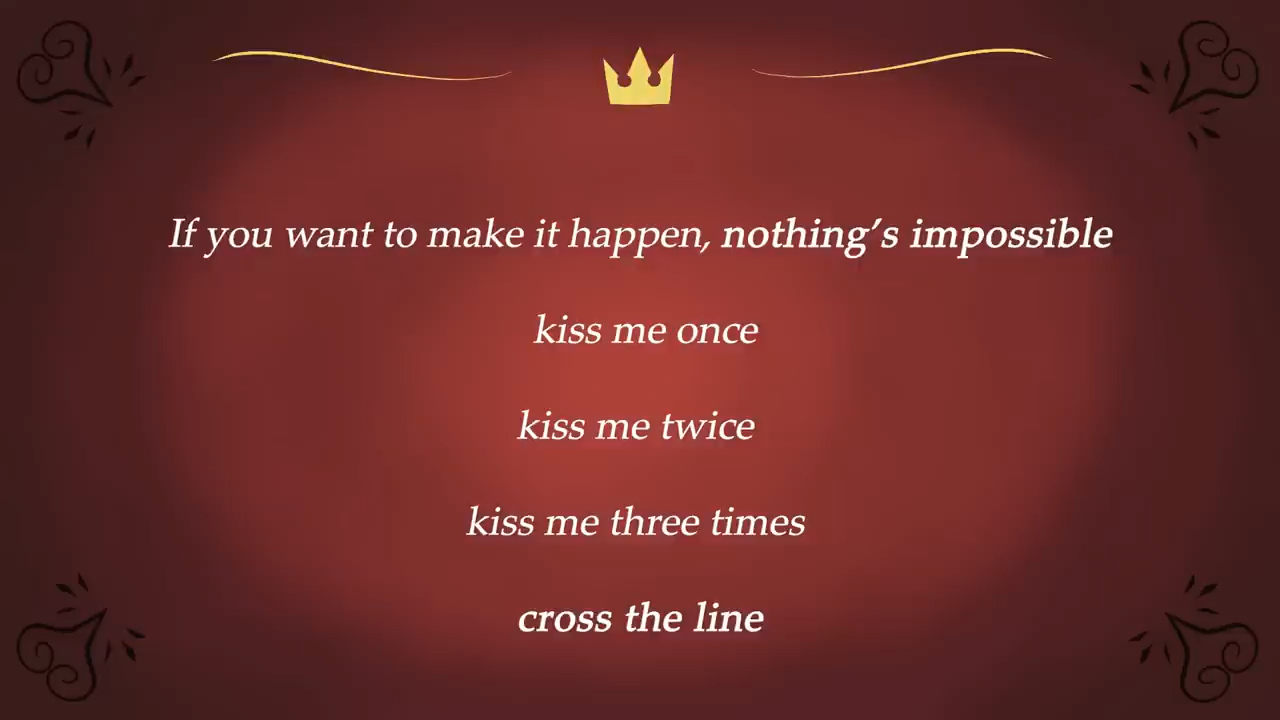 If you want to make it happen, nothing’s impossible
kiss me once
kiss me twice
kiss me three times
cross the line